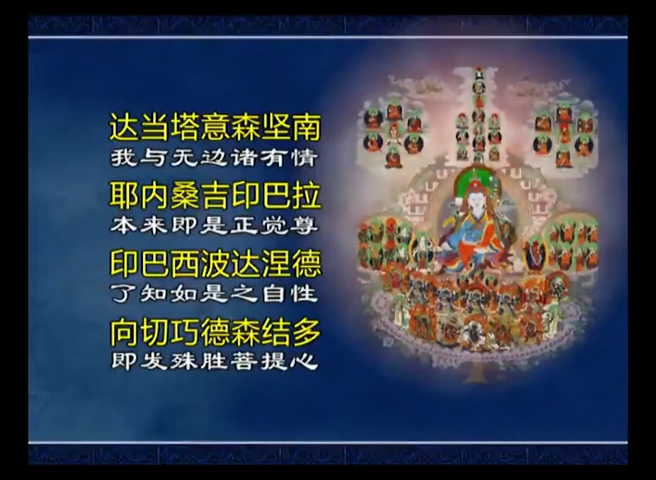 达当塔意森坚南
我与无边诸有情
耶内桑吉印巴拉
本来即是正觉尊
印巴西波达涅德
了知如是之自性
向切巧德森结多
即发殊胜菩提心